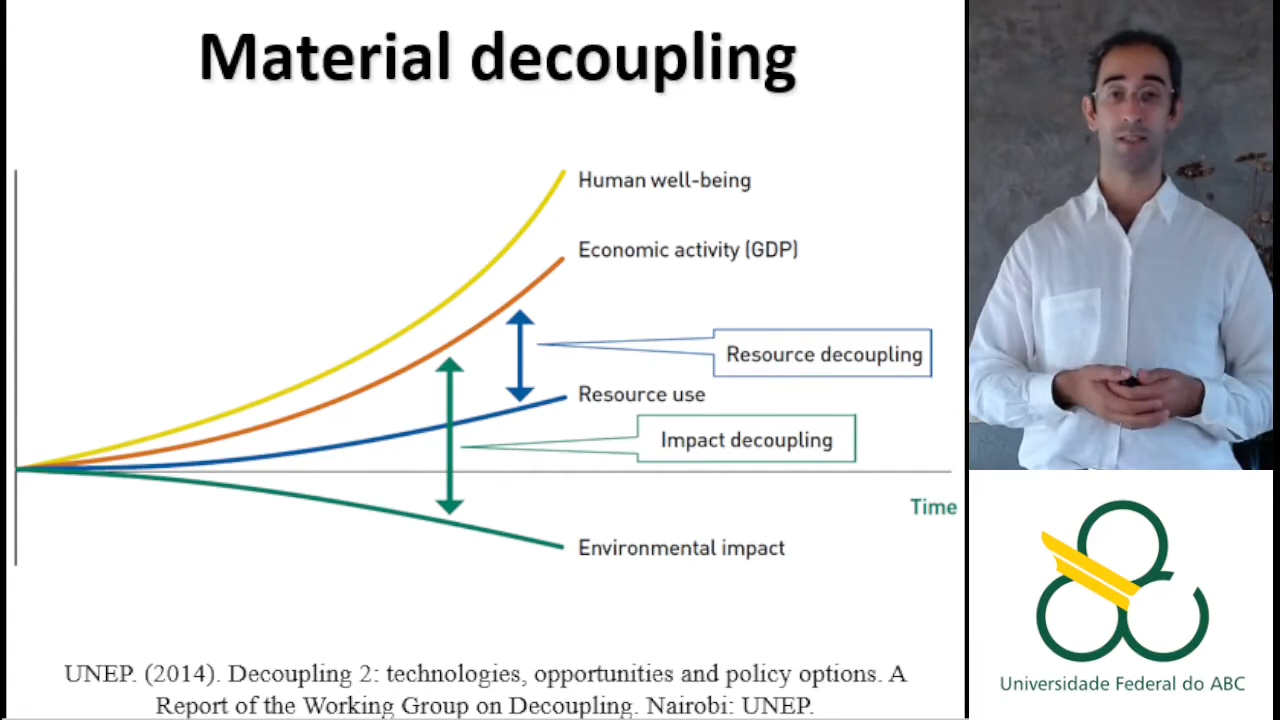 Material decoupling
Human well-being
Economic activity (GDP)
Resource decoupling
Resource use
Impact decoupling
Time
Environmental impact
UNEP. (2014). Decoupling 2: technologies, opportunities and policy options. A
Report of the Working Group on Decoupling. Nairobi: UNEP.
Universidade Federal do ABC